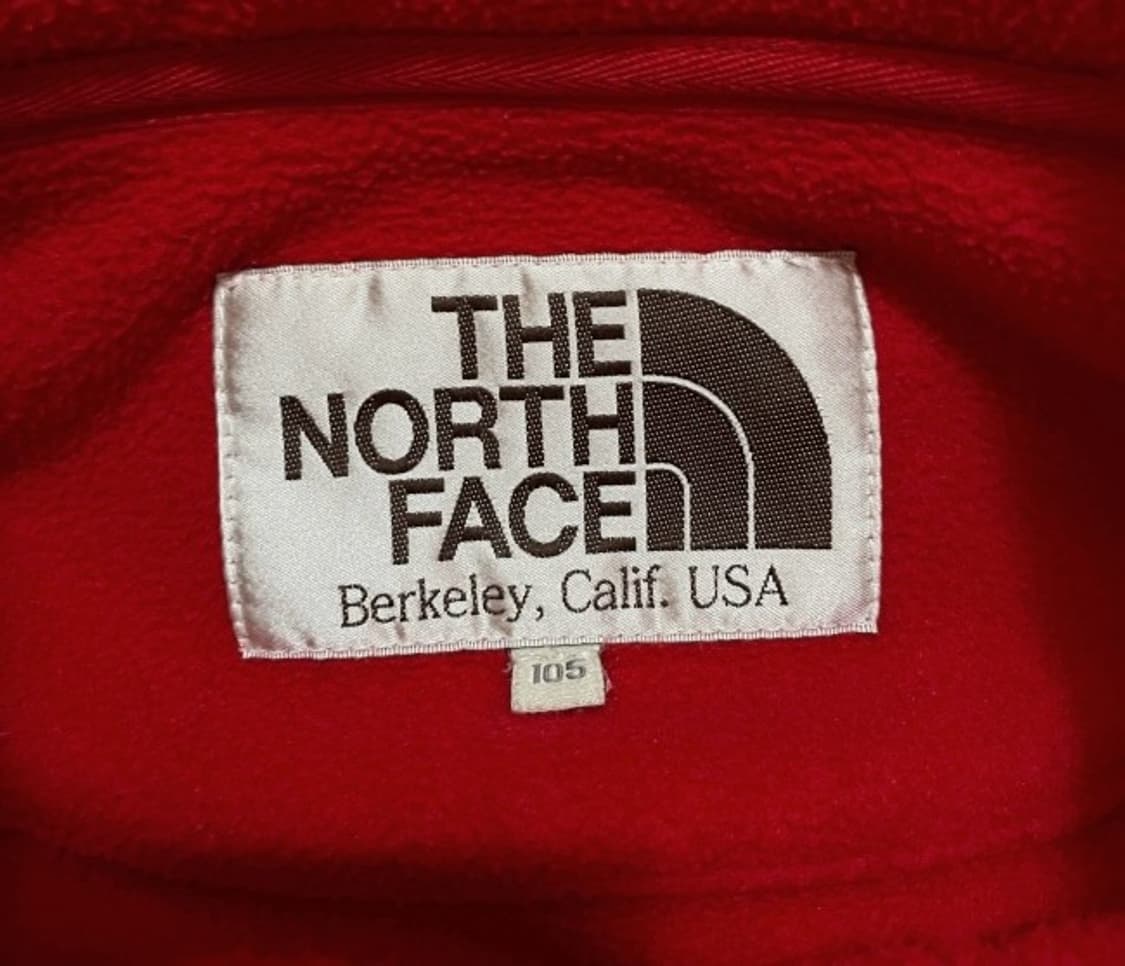 THE
NORTH
FACE
Berkeley, Calif. USA
105